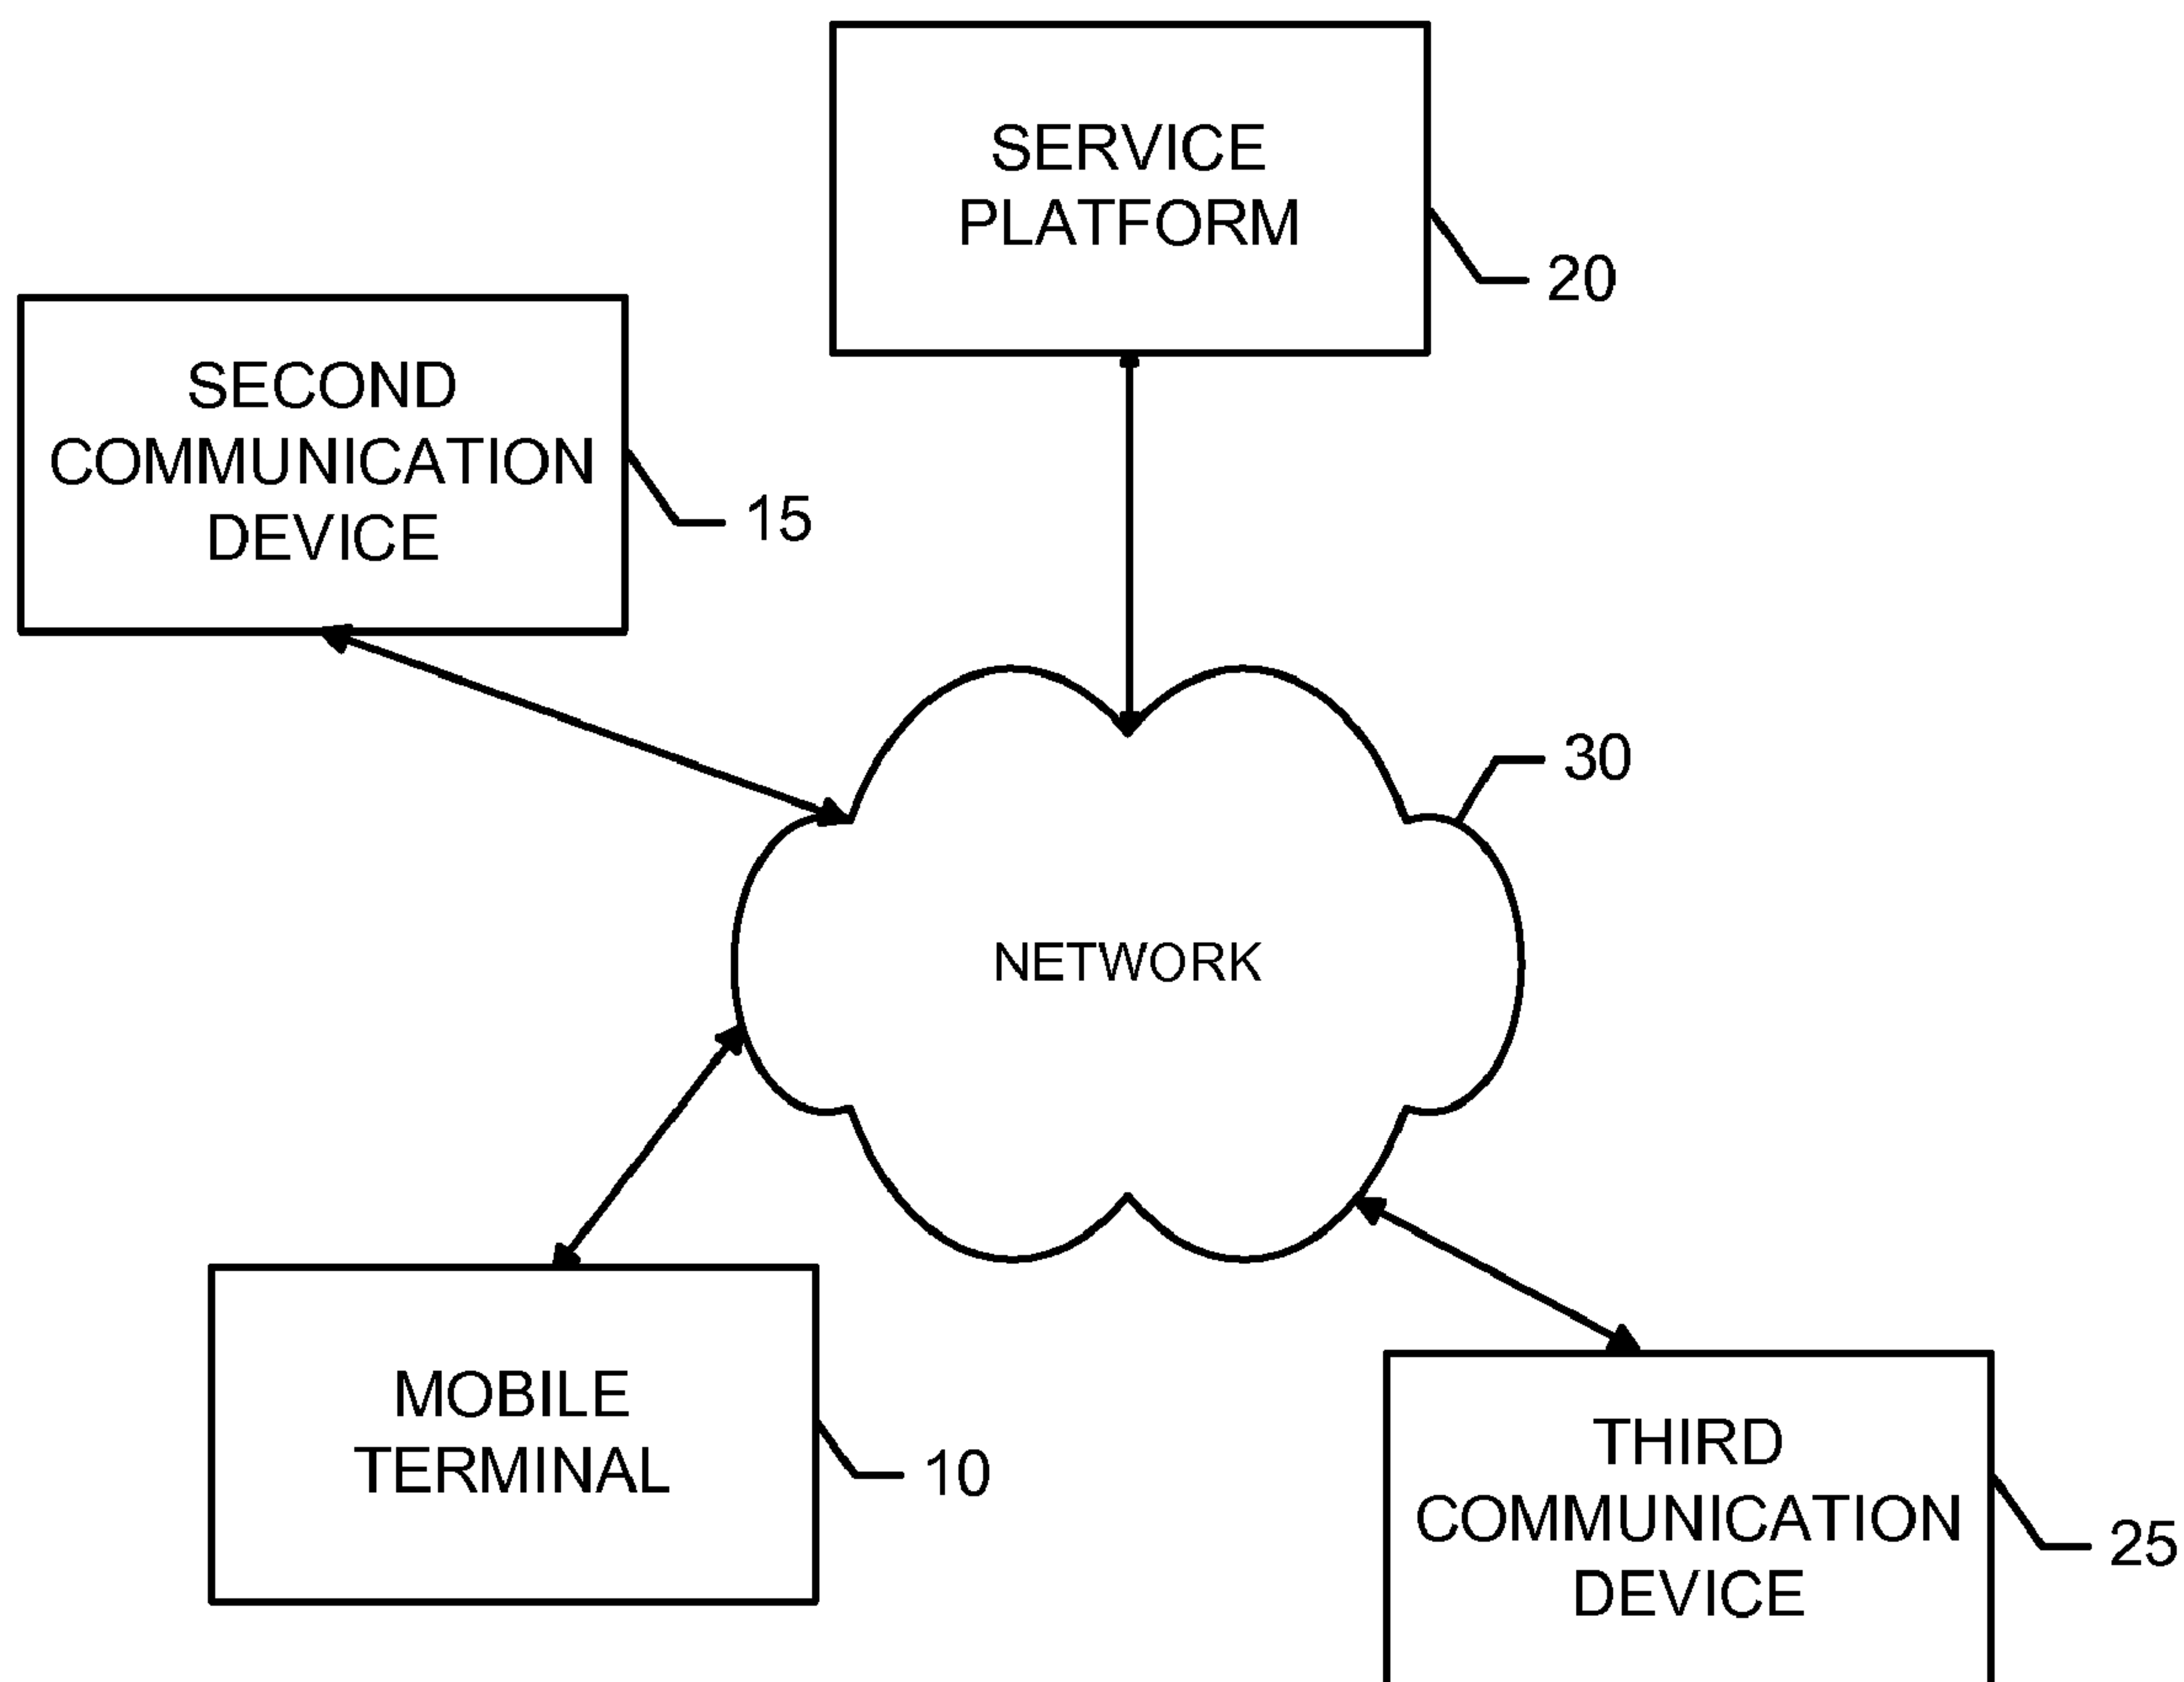 SERVICE
PLATFORM
20
SECOND
COMMUNICATION
DEVICE
15
30
NETWORK
MOBILE
TERMINAL
10
THIRD
COMMUNICATION
DEVICE
25